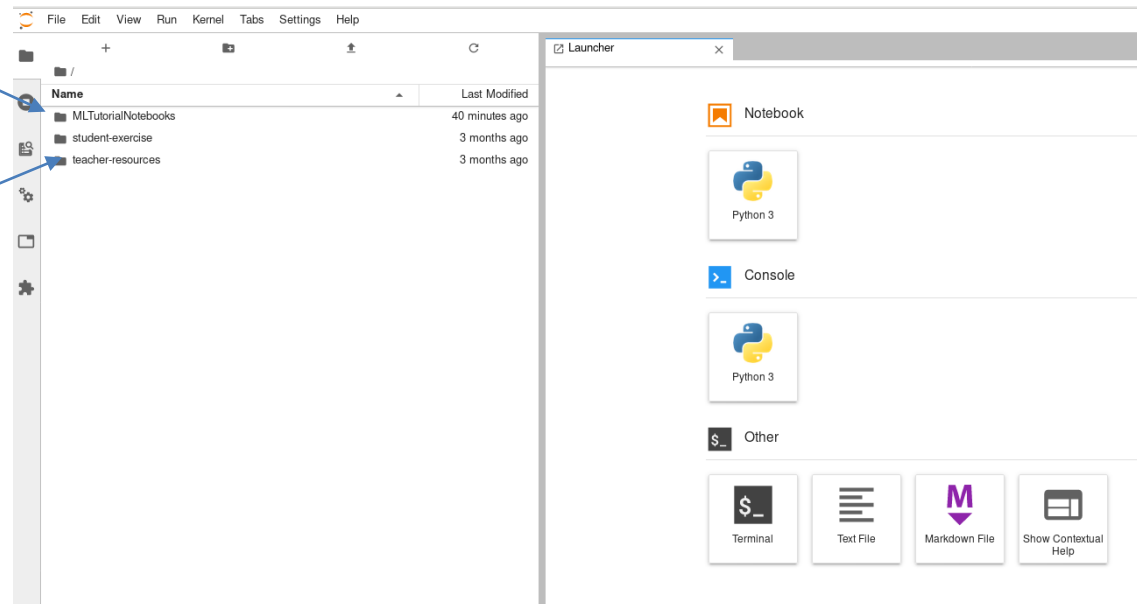 File Edit View Run Kernel Tabs Settings Help
Launcher
/
Name Last Modified
MLTutorialNotebooks 40 minutes ago
student-exercise 3 months ago
teacher-resources 3 months ago
Notebook
Python 3
Console
Python 3
$_ Other
$_
Terminal Text File Markdown File Show Contextual
Help